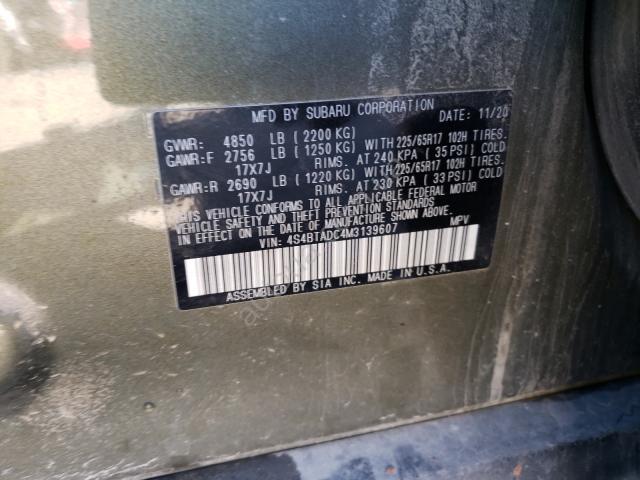 MFD BY SUBARU CORPORATION DATE: 11/20
GVWR: 4850 LB (2200 KG)
GAWR:F 2756 LB (1250 KG) WITH 225/65R17 102H TIRES.
17X7J RIMS. AT 240 KPA (35 PSI) COLD
GAWR:R 2690 LB (1220 KG) WITH 225/65R17 102H TIRES.
17X7J RIMS. AT 230 KPA (33 PSI) COLD
THIS VEHICLE CONFORMS TO ALL APPLICABLE FEDERAL MOTOR
VEHICLE SAFETY AND THEFT PREVENTION STANDARDS
IN EFFECT ON THE DATE OF MANUFACTURE SHOWN ABOVE.
VIN: 4S4BTADC4M3139607 MPV
ASSEMBLED BY SIA INC. MADE IN U.S.A.